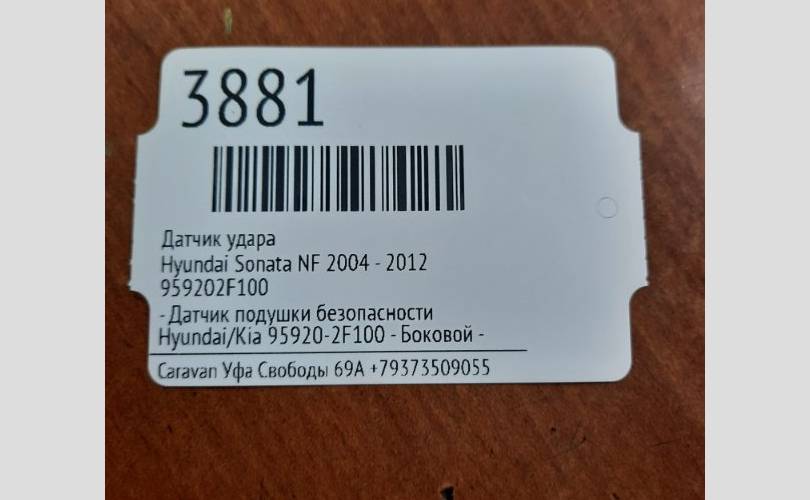 3881
Датчик удара
Hyundai Sonata NF 2004 - 2012
959202F100
- Датчик подушки безопасности
Hyundai/Kia 95920-2F100 - Боковой -
Caravan Уфа Свободы 69А +79373509055